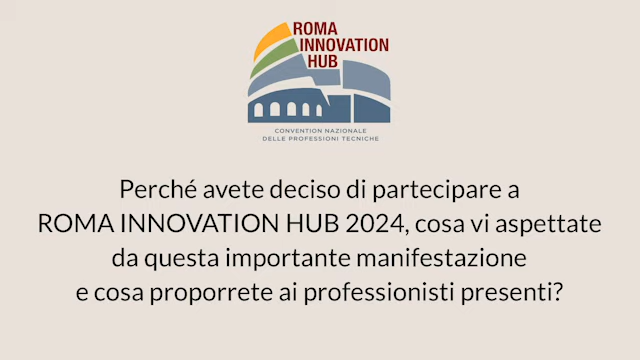 ROMA
INNOVATION
HUB
CONVENTION NAZIONALE
DELLE PROFESSIONI TECNICHE
Perché avete deciso di partecipare a
ROMA INNOVATION HUB 2024, cosa vi aspettate
da questa importante manifestazione
e cosa proporrete ai professionisti presenti?